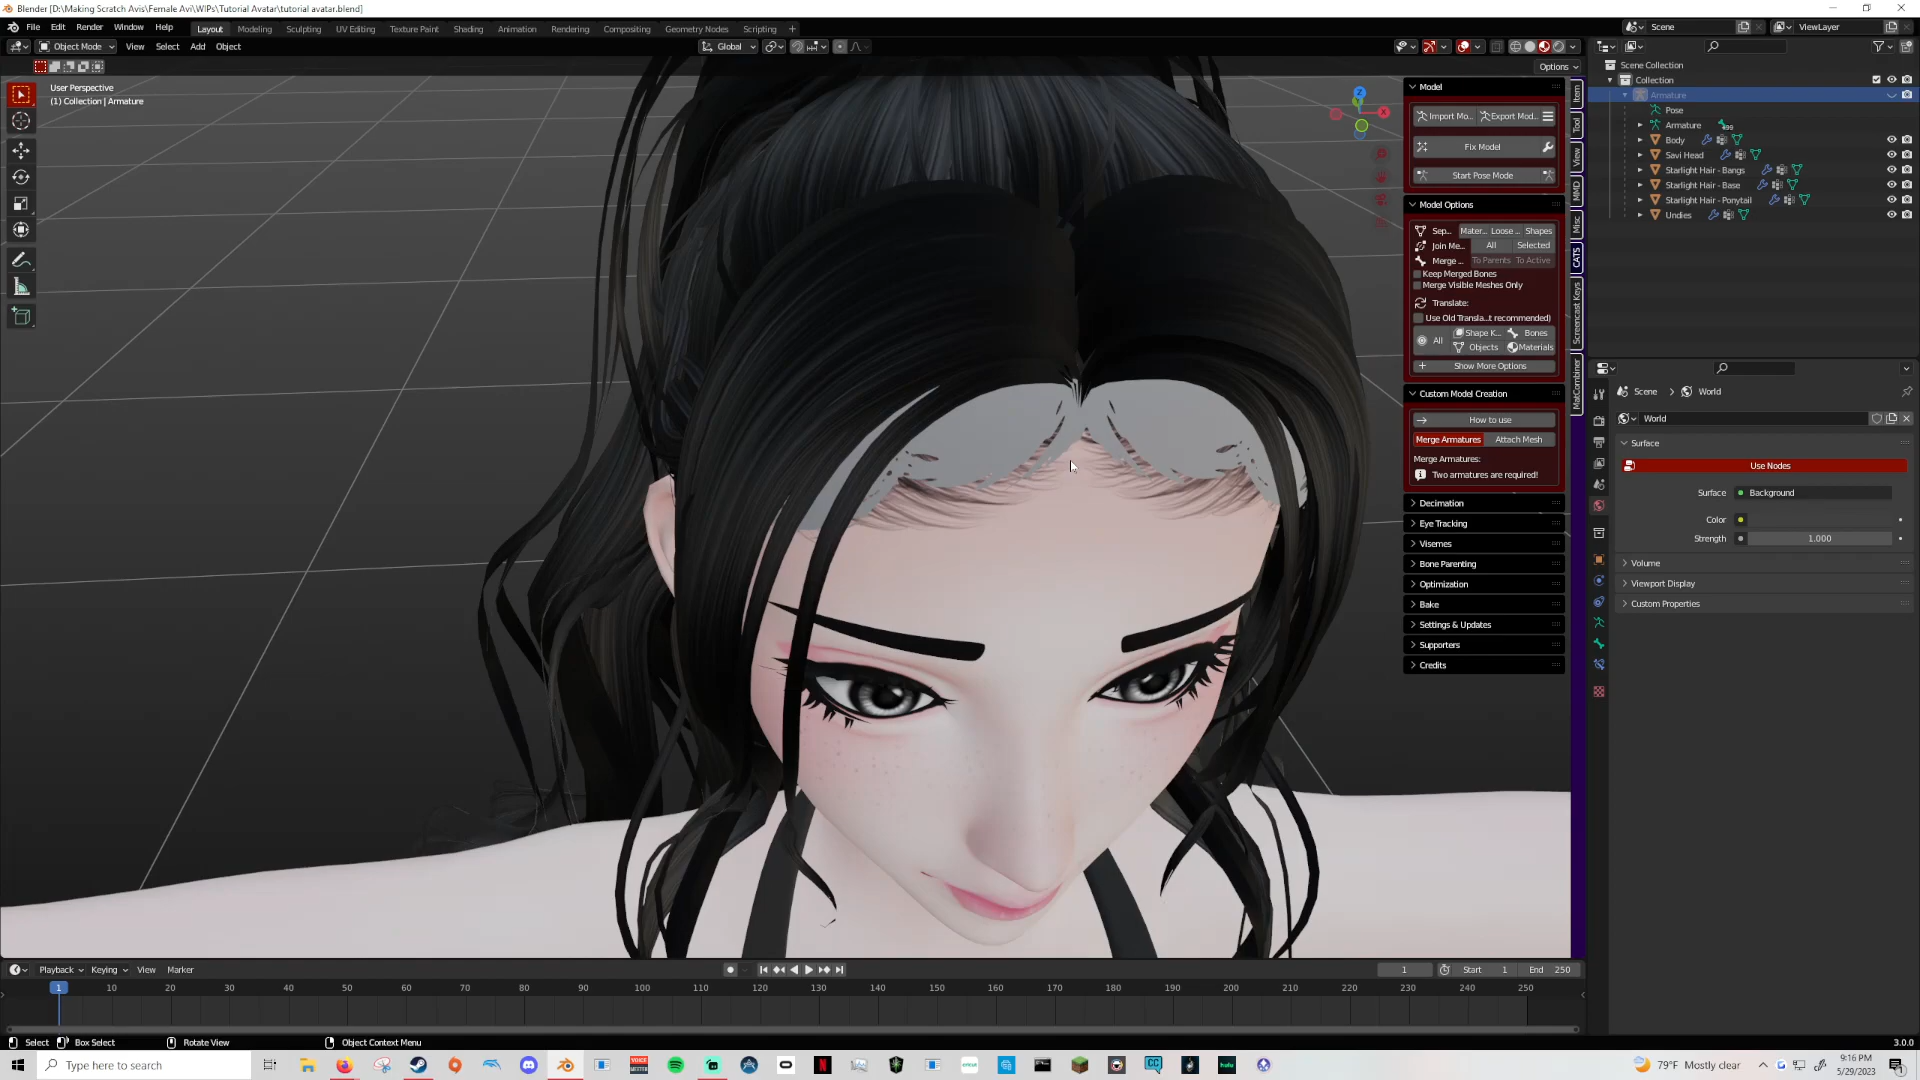 Blender [D:\Making Scratch Avis\Female Avi\WIPs\Tutorial Avatar\tutorial avatar.blend]
File Edit Render Window Help Layout Modeling Sculpting UV Editing Texture Paint Shading Animation Rendering Compositing Geometry Nodes Scripting + Scene ViewLayer
Object Mode View Select Add Object Global
Options
User Perspective
(1) Collection | Armature
Scene Collection
Collection
Armature
Pose
Armature
Body
Savi Head
Starlight Hair - Bangs
Starlight Hair - Base
Starlight Hair - Ponytail
Undies
Model
Import Mo... Export Mod...
Fix Model
Start Pose Mode
Model Options
Sep... Mater... Loose ... Shapes
Join Me... All Selected
Merge ... To Parents To Active
Keep Merged Bones
Merge Visible Meshes Only
Translate:
Use Old Transla...t recommended)
All Shape K... Bones
Objects Materials
Show More Options
Custom Model Creation
How to use
Merge Armatures Attach Mesh
Merge Armatures:
Two armatures are required!
Decimation
Eye Tracking
Visemes
Bone Parenting
Optimization
Bake
Settings & Updates
Supporters
Credits
Item
Tool
View
MMD
Misc
CATS
Screencast Keys
MatCombiner
Scene > World
World
Surface
Use Nodes
Surface Background
Color
Strength 1.000
Volume
Viewport Display
Custom Properties
Playback Keying View Marker 1 Start 1 End 250
1 10 20 30 40 50 60 70 80 90 100 110 120 130 140 150 160 170 180 190 200 210 220 230 240 250
Select Box Select Rotate View Object Context Menu 3.0.0
Type here to search 79°F Mostly clear 9:16 PM
5/29/2023